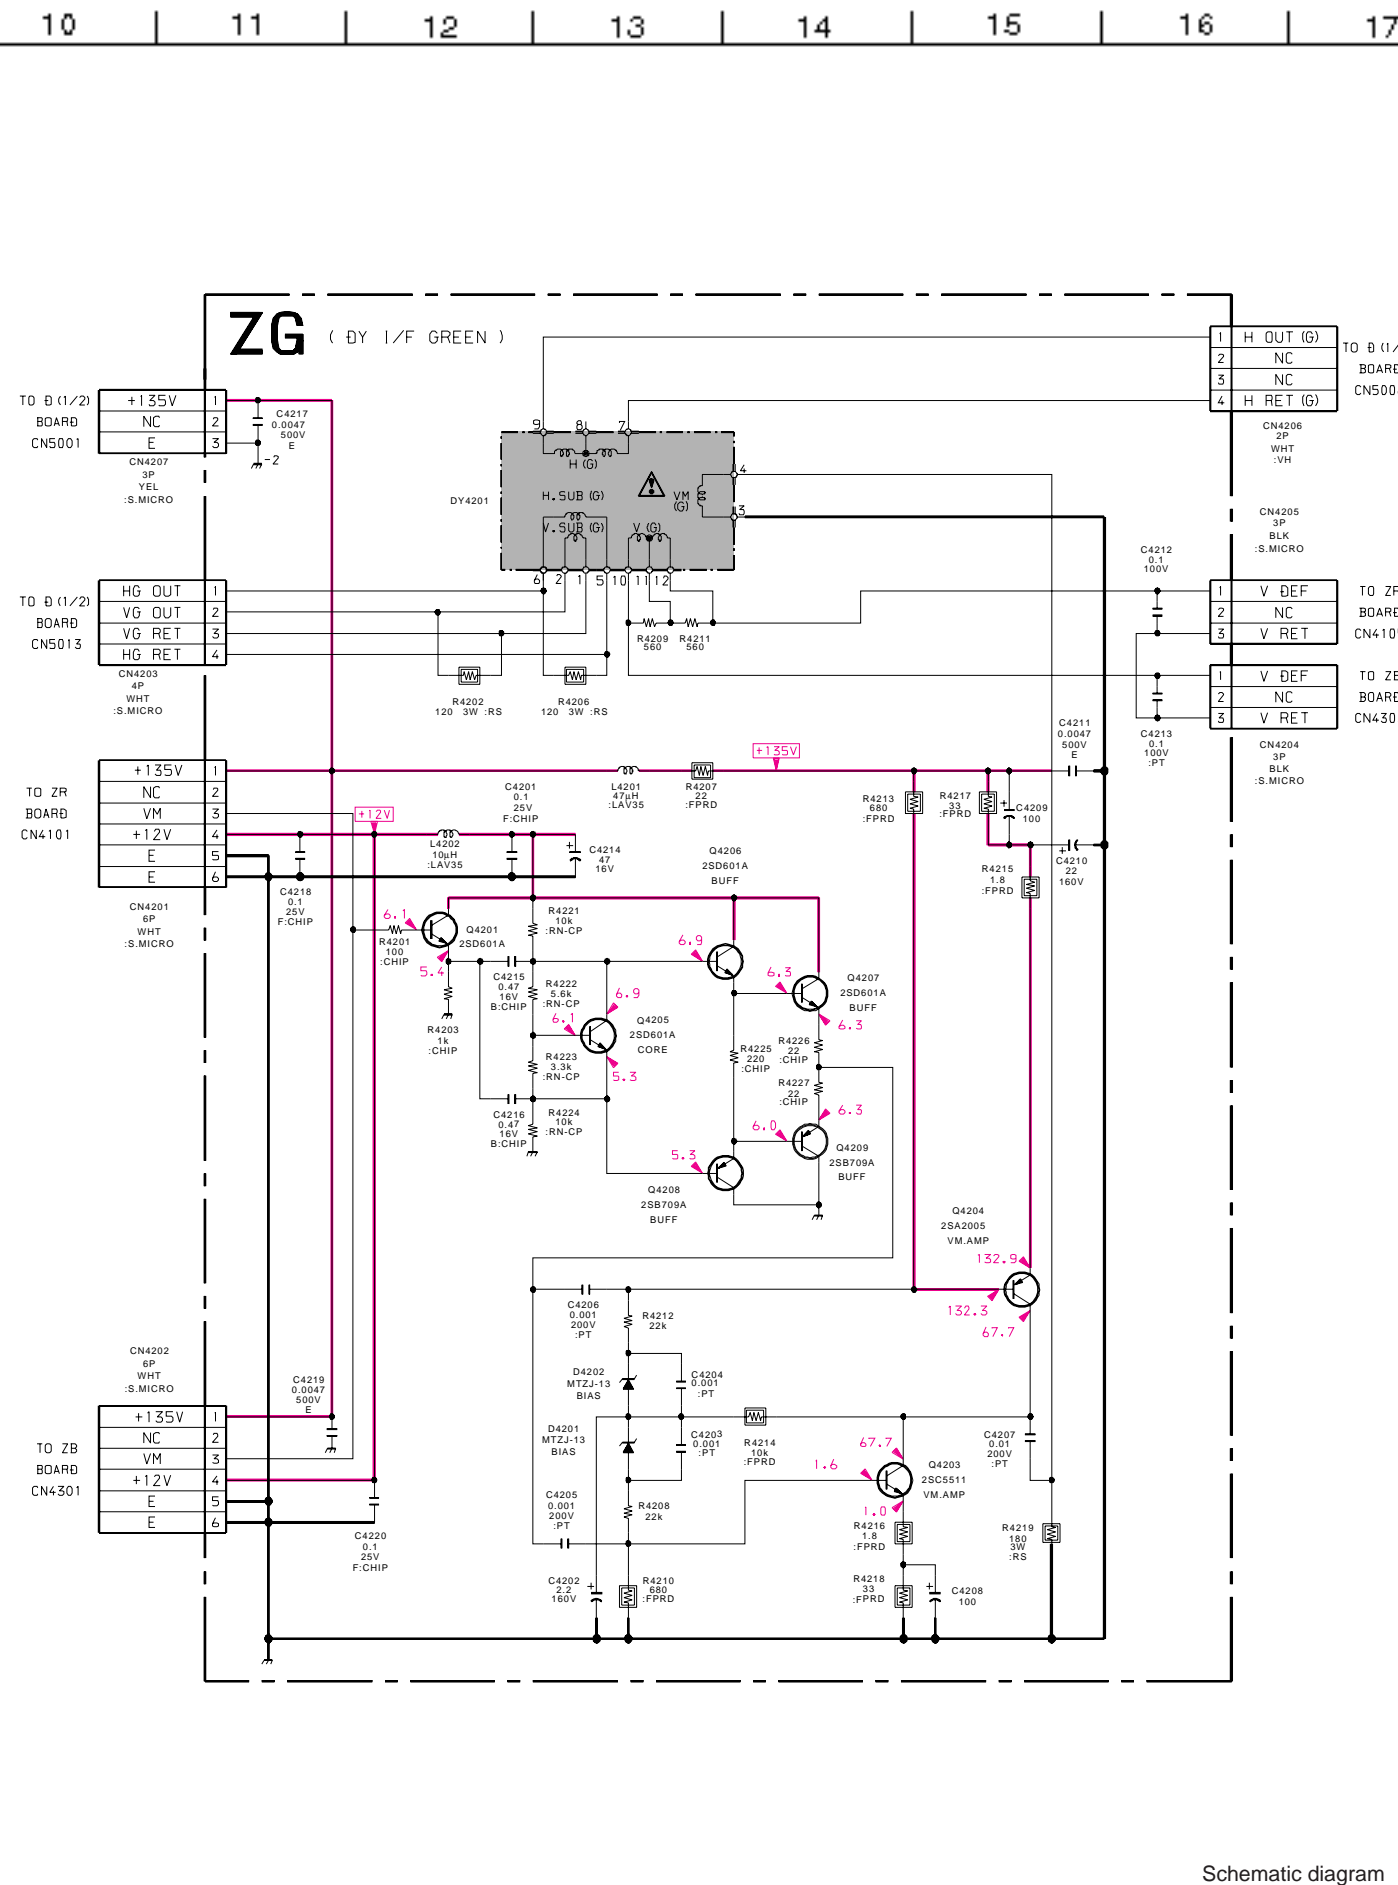 10 11 12 13 14 15 16 17
ZG ( DY I/F GREEN )
TO D (1/2)
BOARD
CN5001
+135V 1
NC 2
E 3
CN4207
3P
YEL
:S.MICRO
C4217
0.0047
500V
E
-2
1 H OUT (G)
2 NC
3 NC
4 H RET (G)
CN4206
2P
WHT
:VH
DY4201
9 8 7
H (G)
H.SUB (G)
V.SUB (G)
V (G)
VM
(G)
4
3
6 2 1 5 10 11 12
CN4205
3P
BLK
:S.MICRO
C4212
0.1
100V
TO D (1/2)
BOARD
CN5013
HG OUT 1
VG OUT 2
VG RET 3
HG RET 4
CN4203
4P
WHT
:S.MICRO
1 V DEF
2 NC
3 V RET
1 V DEF
2 NC
3 V RET
CN4204
3P
BLK
:S.MICRO
R4209
560
R4211
560
R4202
120 3W :RS
R4206
120 3W :RS
C4213
0.1
100V
:PT
C4211
0.0047
500V
E
+135V
TO ZR
BOARD
CN4101
+135V 1
NC 2
VM 3
+12V 4
E 5
E 6
CN4201
6P
WHT
:S.MICRO
+12V
L4201
47µH
:LAV35
R4207
22
:FPRD
C4201
0.1
25V
F:CHIP
L4202
10µH
:LAV35
C4214
47
16V
C4218
0.1
25V
F:CHIP
R4213
680
:FPRD
R4217
33
:FPRD
C4209
100
C4210
22
160V
R4215
1.8
:FPRD
Q4206
2SD601A
BUFF
6.1
R4201
100
:CHIP
Q4201
2SD601A
5.4
R4203
1k
:CHIP
R4221
10k
:RN-CP
C4215
0.47
16V
B:CHIP
R4222
5.6k
:RN-CP
6.9
6.1
Q4205
2SD601A
CORE
5.3
R4223
3.3k
:RN-CP
C4216
0.47
16V
B:CHIP
R4224
10k
:RN-CP
6.9
6.3
Q4207
2SD601A
BUFF
6.3
R4225
220
:CHIP
R4226
22
:CHIP
R4227
22
:CHIP
6.3
6.0
Q4209
2SB709A
BUFF
5.3
Q4208
2SB709A
BUFF
Q4204
2SA2005
VM.AMP
132.9
132.3
67.7
C4206
0.001
200V
:PT
R4212
22k
D4202
MTZJ-13
BIAS
C4204
0.001
:PT
D4201
MTZJ-13
BIAS
C4203
0.001
:PT
R4214
10k
:FPRD
67.7
1.6
Q4203
2SC5511
VM.AMP
1.0
C4207
0.01
200V
:PT
C4205
0.001
200V
:PT
R4208
22k
R4216
1.8
:FPRD
R4219
180
3W
:RS
C4202
2.2
160V
R4210
680
:FPRD
R4218
33
:FPRD
C4208
100
CN4202
6P
WHT
:S.MICRO
C4219
0.0047
500V
E
TO ZB
BOARD
CN4301
+135V 1
NC 2
VM 3
+12V 4
E 5
E 6
C4220
0.1
25V
F:CHIP
Schematic diagram